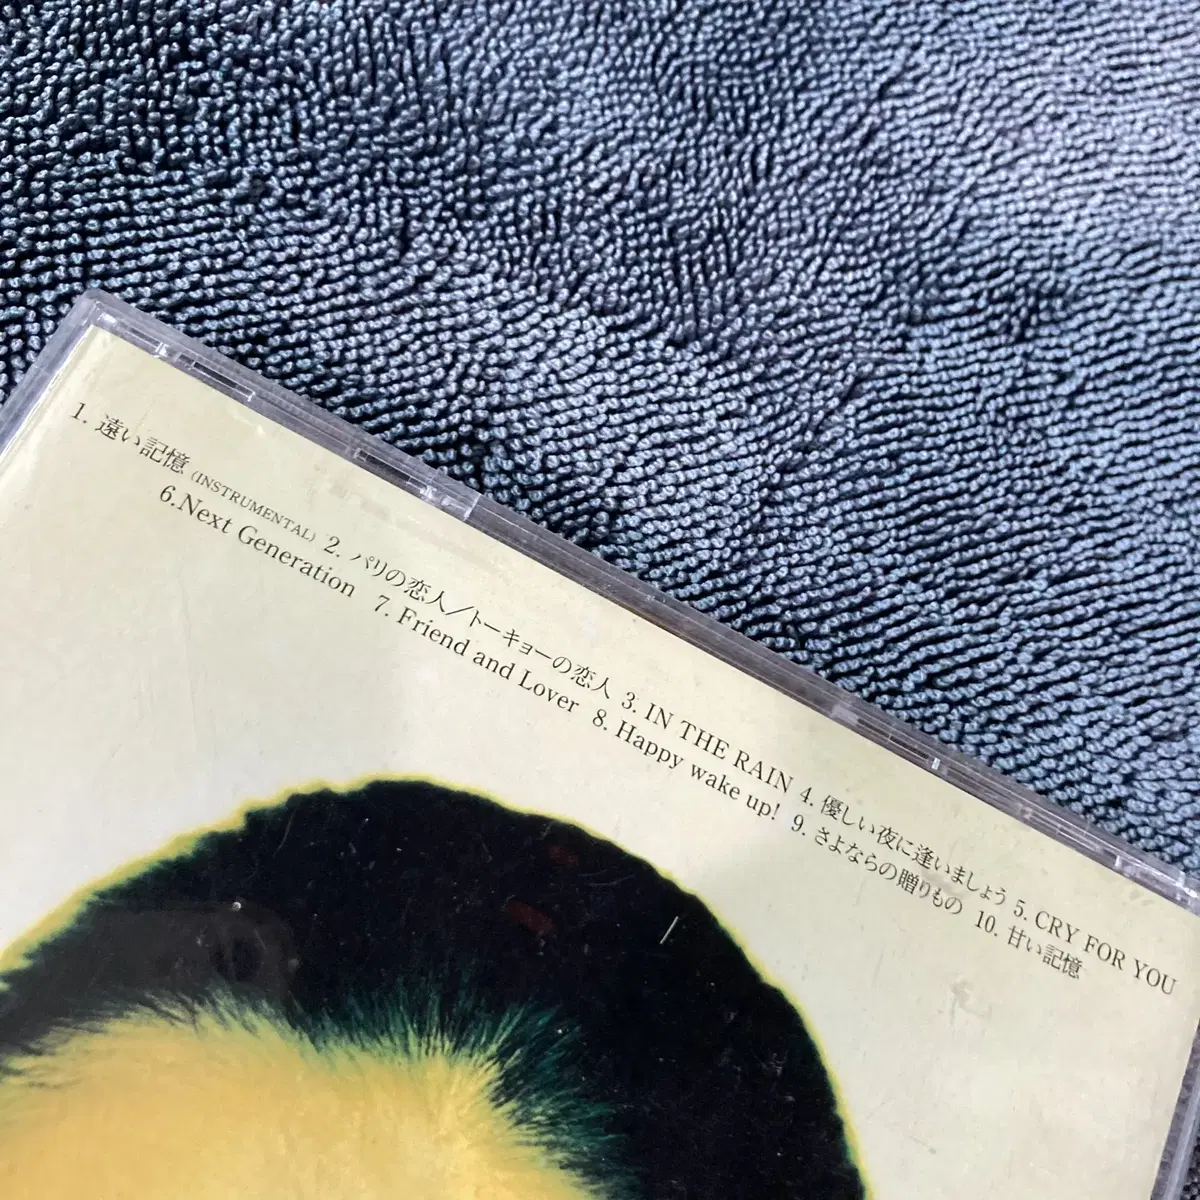 1. 遠い記憶 (INSTRUMENTAL) 2. パリの恋人/トーキョーの恋人 3. IN THE RAIN 4. 優しい夜に逢いましょう 5. CRY FOR YOU
6.Next Generation 7. Friend and Lover 8. Happy wake up! 9. さよならの贈りもの 10. 甘い記憶